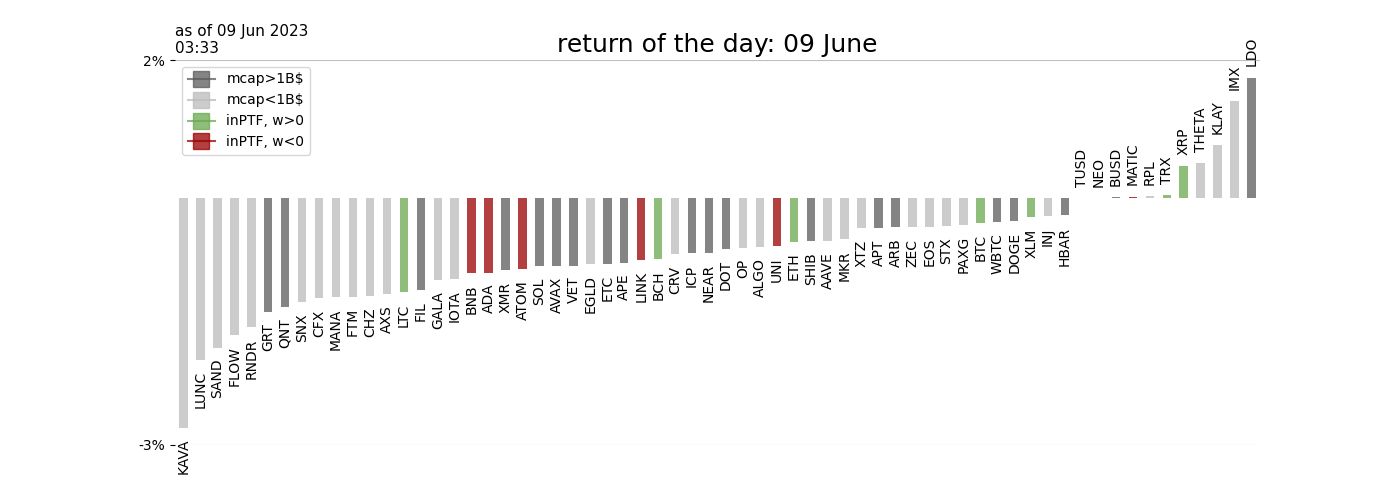 as of 09 Jun 2023
03:33
return of the day: 09 June
2%
mcap>1B$
mcap<1B$
inPTF, w>0
inPTF, w<0
-3%
KAVA
LUNC
SAND
FLOW
RNDR
GRT
QNT
SNX
CFX
MANA
FTM
CHZ
AXS
LTC
FIL
GALA
IOTA
BNB
ADA
XMR
ATOM
SOL
AVAX
VET
EGLD
ETC
APE
LINK
BCH
CRV
ICP
NEAR
DOT
OP
ALGO
UNI
ETH
SHIB
AAVE
MKR
XTZ
APT
ARB
ZEC
EOS
STX
PAXG
BTC
WBTC
DOGE
XLM
INJ
HBAR
TUSD
NEO
BUSD
MATIC
RPL
TRX
XRP
THETA
KLAY
IMX
LDO